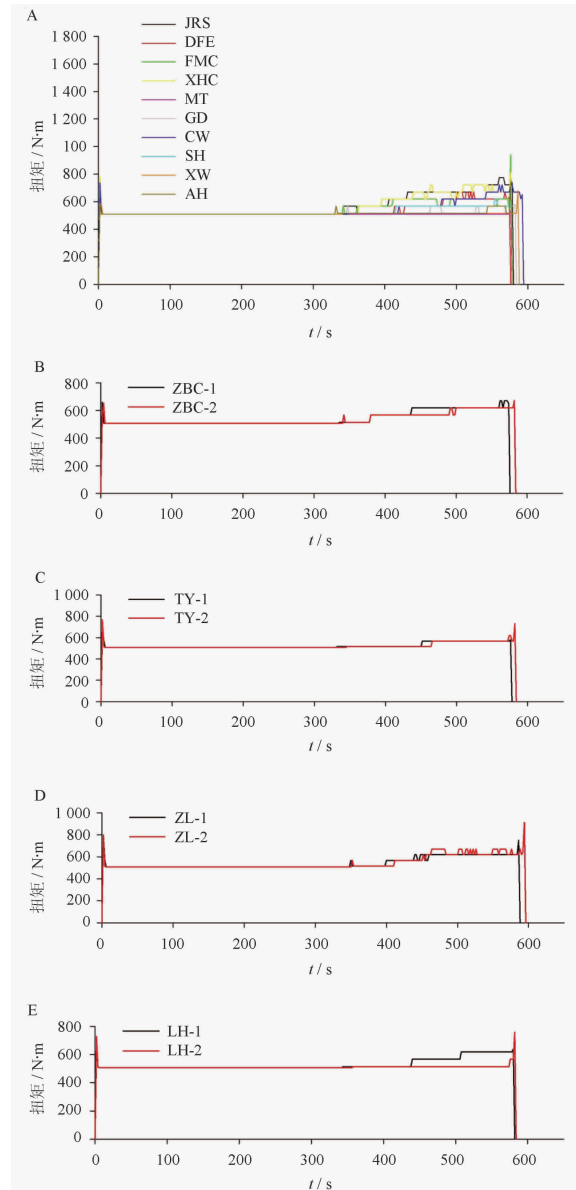 A
JRS
DFE
FMC
XHC
MT
GD
CW
SH
XW
AH
扭矩 / N·m
1 800
1 600
1 400
1 200
100
800
600
400
200
0
0 100 200 300 400 500 600
t / s
B
ZBC-1
ZBC-2
扭矩 / N·m
800
600
400
200
0
0 100 200 300 400 500 600
t / s
C
TY-1
TY-2
扭矩 / N·m
1 000
800
600
400
200
0
0 100 200 300 400 500 600
t / s
D
ZL-1
ZL-2
扭矩 / N·m
1 000
800
600
400
200
0
0 100 200 300 400 500 600
t / s
E
LH-1
LH-2
扭矩 / N·m
800
600
400
200
0
0 100 200 300 400 500 600
t / s